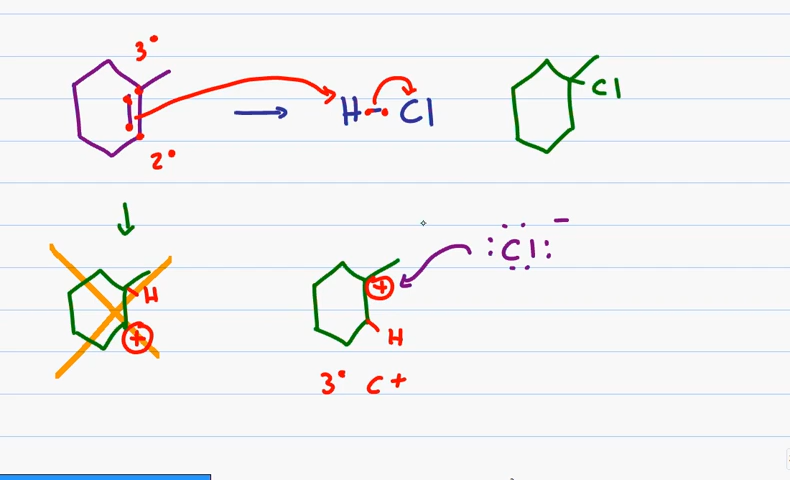 3°
H Cl
Cl
2°
:Cl: −
H +
+
H
3° C+